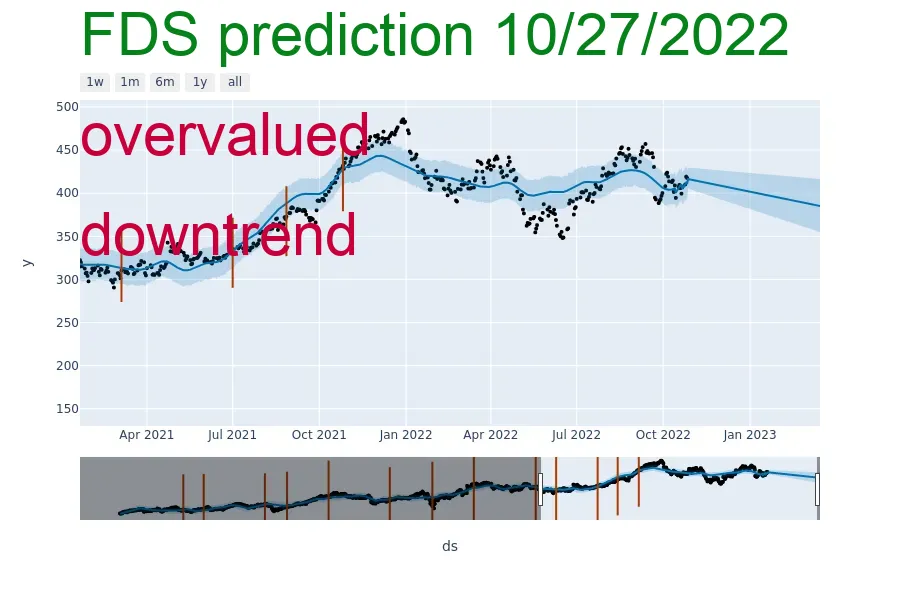 FDS prediction 10/27/2022
1w 1m 6m 1y all
500
overvalued
450
400
350
downtrend
300
250
200
150
y
Apr 2021 Jul 2021 Oct 2021 Jan 2022 Apr 2022 Jul 2022 Oct 2022 Jan 2023
ds